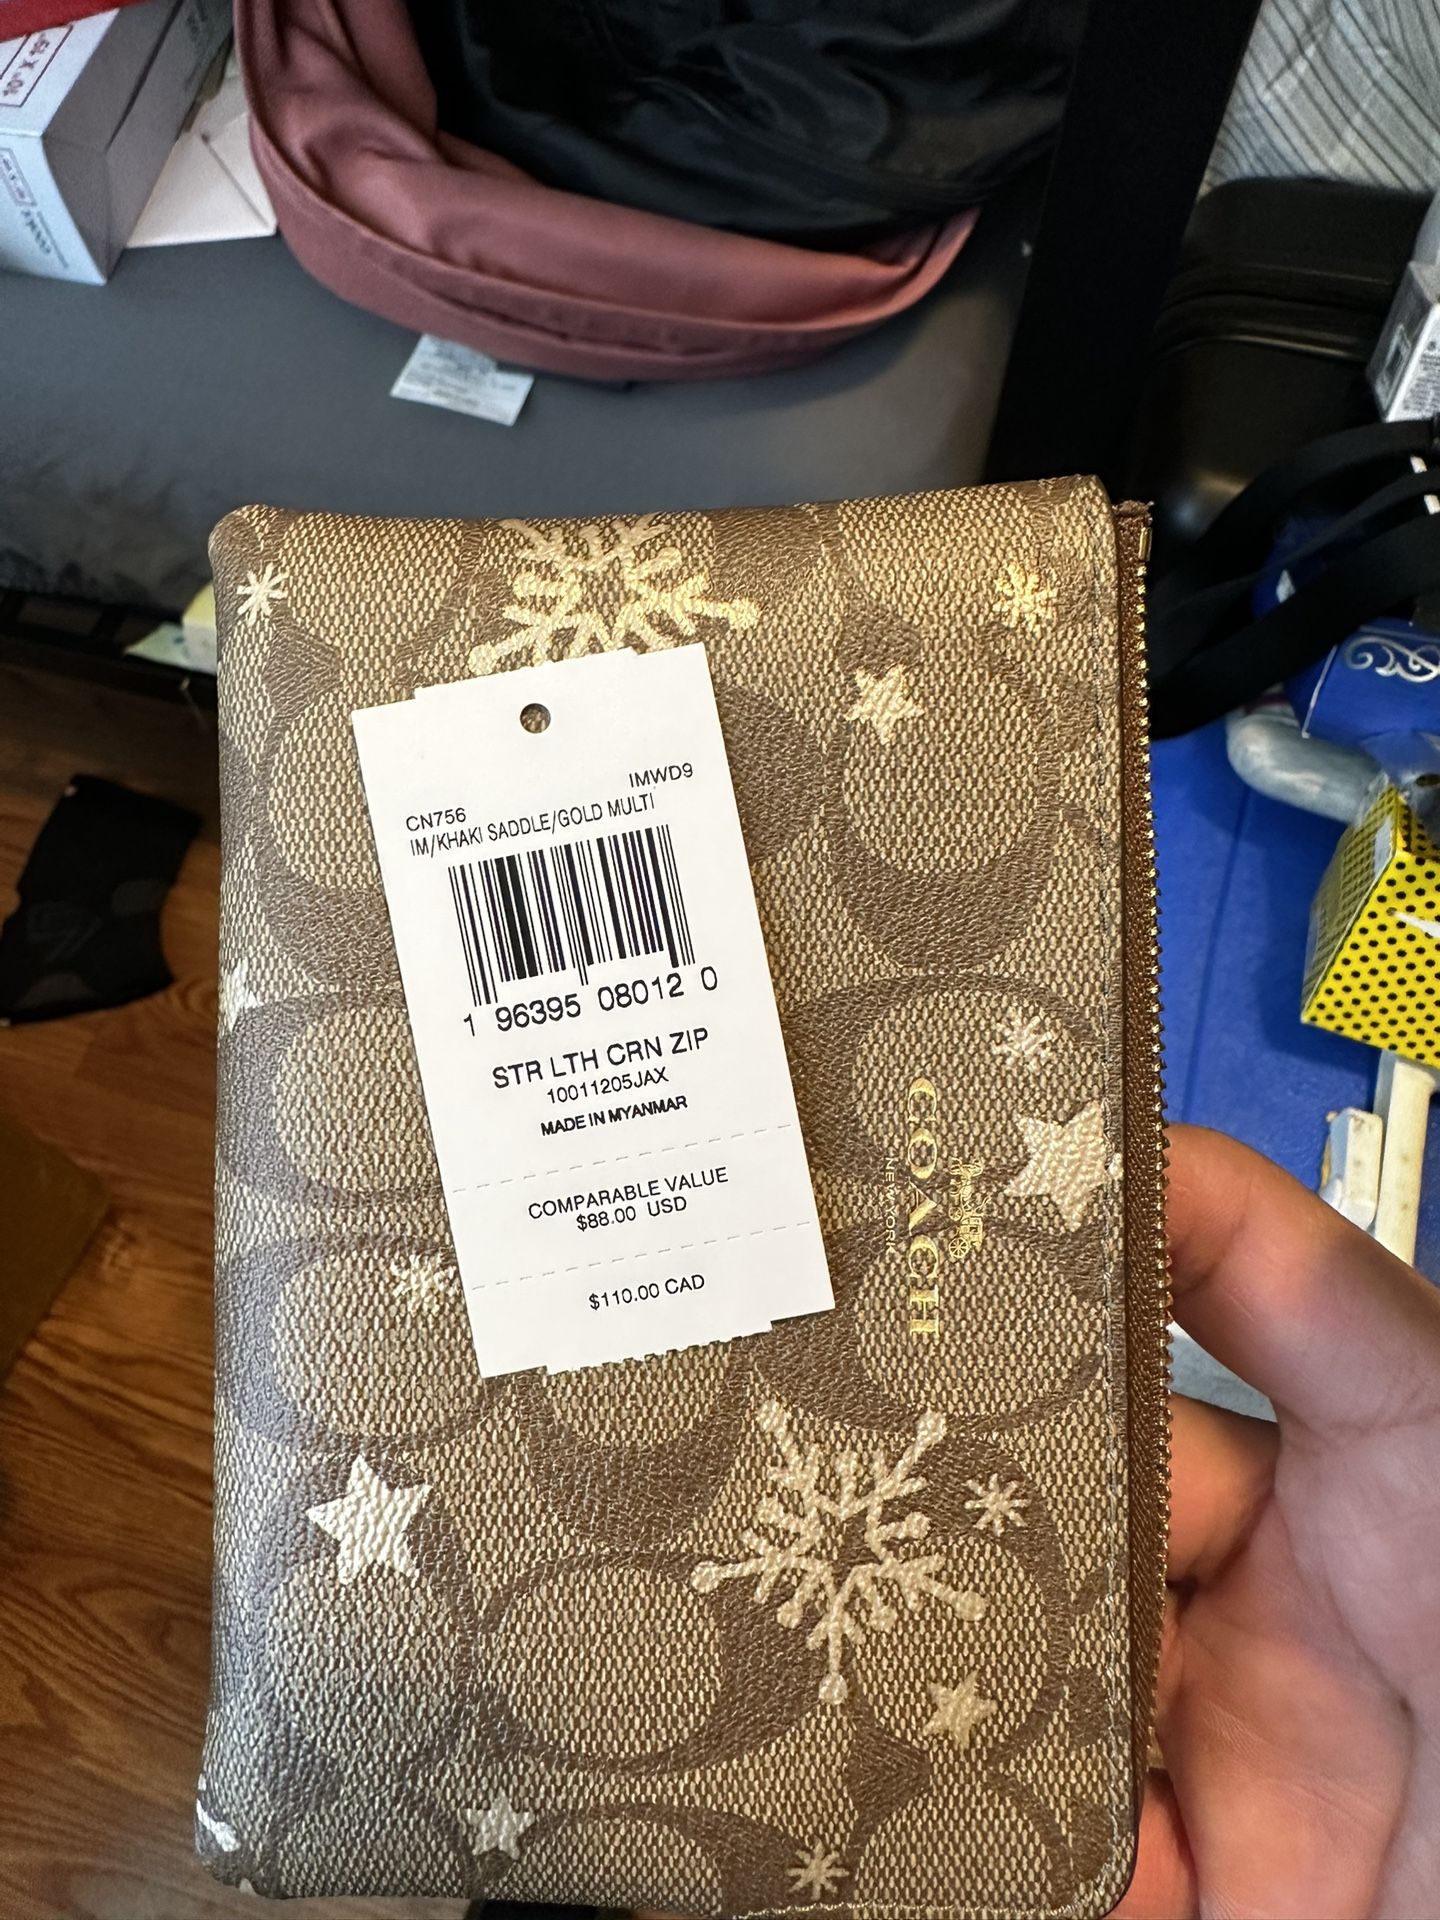 IMWD9
CN756
IM/KHAKI SADDLE/GOLD MULTI
1 96395 08012 0
STR LTH CRN ZIP
10011205JAX
MADE IN MYANMAR
COMPARABLE VALUE
$88.00 USD
$110.00 CAD
COACH
NEW YORK